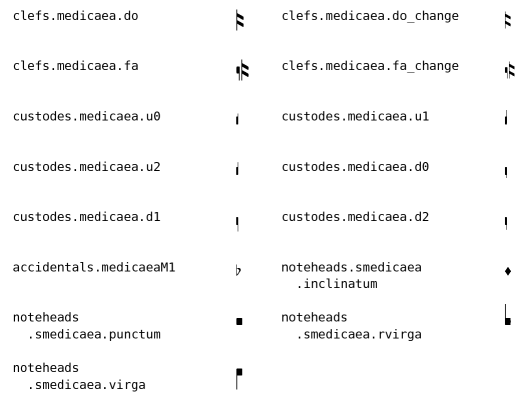 clefs.medicaea.do
clefs.medicaea.do_change
clefs.medicaea.fa
clefs.medicaea.fa_change
custodes.medicaea.u0
custodes.medicaea.u1
custodes.medicaea.u2
custodes.medicaea.d0
custodes.medicaea.d1
custodes.medicaea.d2
accidentals.medicaeaM1
noteheads.smedicaea
.inclinatum
noteheads
.smedicaea.punctum
noteheads
.smedicaea.rvirga
noteheads
.smedicaea.virga